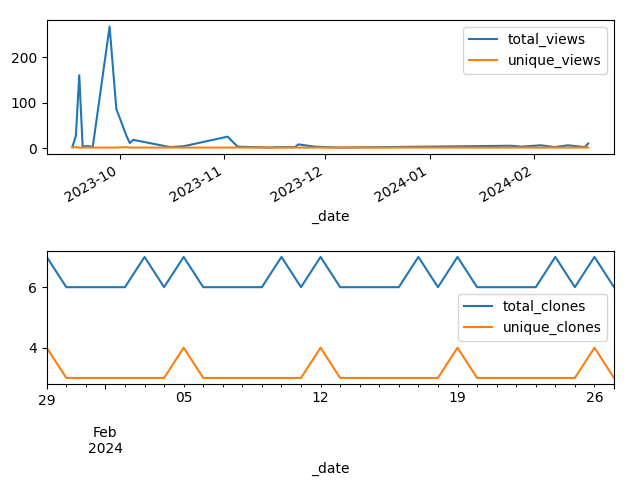 total_views
unique_views
200
100
0
2023-10
2023-11
2023-12
2024-01
2024-02
_date
total_clones
unique_clones
6
4
29
05
12
19
26
Feb
2024
_date